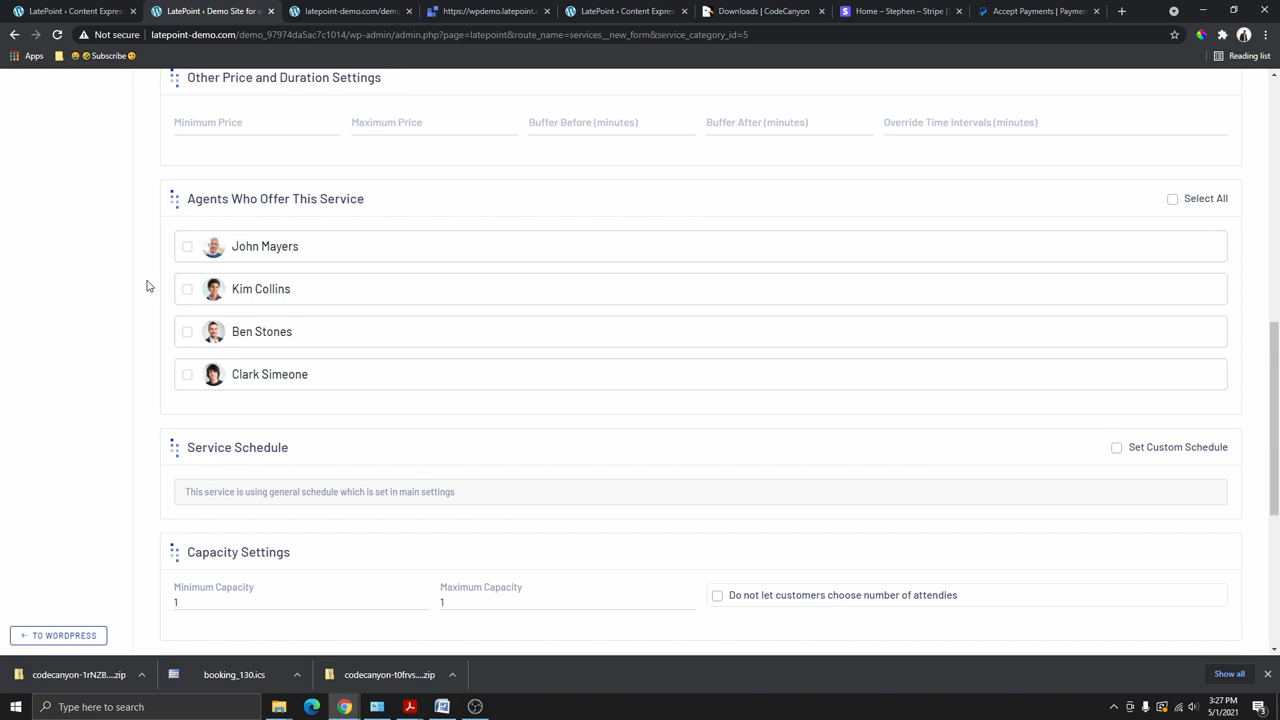 LatePoint ‹ Content Express
LatePoint ‹ Demo Site for
latepoint-demo.com/demo
https://wpdemo.latepoint.
LatePoint ‹ Content Express
Downloads | CodeCanyon
Home – Stephen – Stripe [
Accept Payments | Paymen
Not secure | latepoint-demo.com/demo_97974da5ac7c1014/wp-admin/admin.php?page=latepoint&route_name=services__new_form&service_category_id=5
Apps
Subscribe
Reading list
Other Price and Duration Settings
Minimum Price
Maximum Price
Buffer Before (minutes)
Buffer After (minutes)
Override Time Intervals (minutes)
Agents Who Offer This Service
Select All
John Mayers
Kim Collins
Ben Stones
Clark Simeone
Service Schedule
Set Custom Schedule
This service is using general schedule which is set in main settings
Capacity Settings
Minimum Capacity
Maximum Capacity
1
1
Do not let customers choose number of attendies
← TO WORDPRESS
codecanyon-1rNZB....zip
booking_130.ics
codecanyon-t0frvs....zip
Show all
Type here to search
3:27 PM
5/1/2021